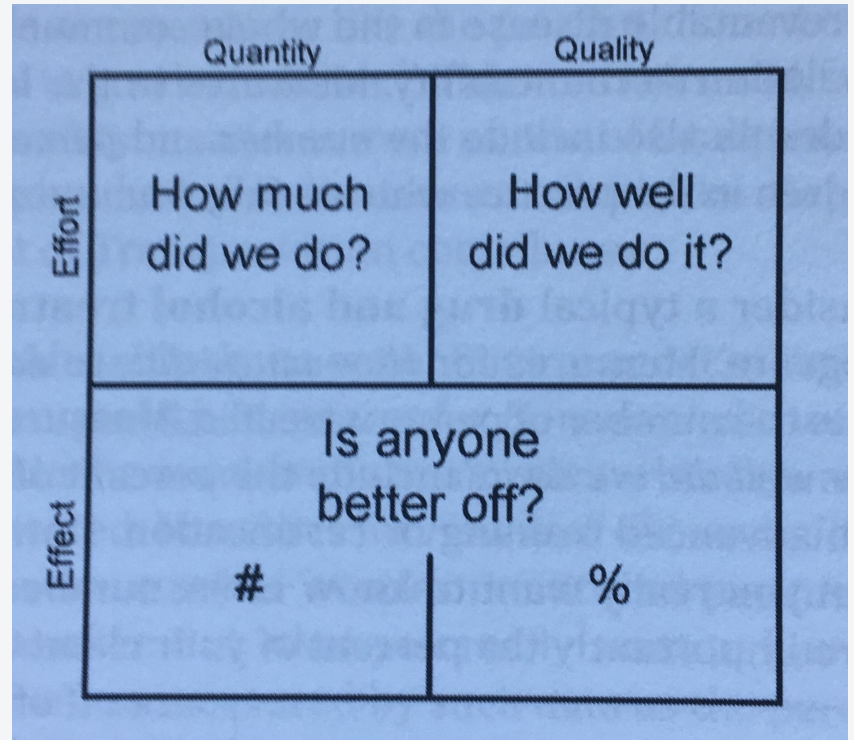 Quantity
Quality
Effort
How much
did we do?
How well
did we do it?
Effect
Is anyone
better off?
#
%